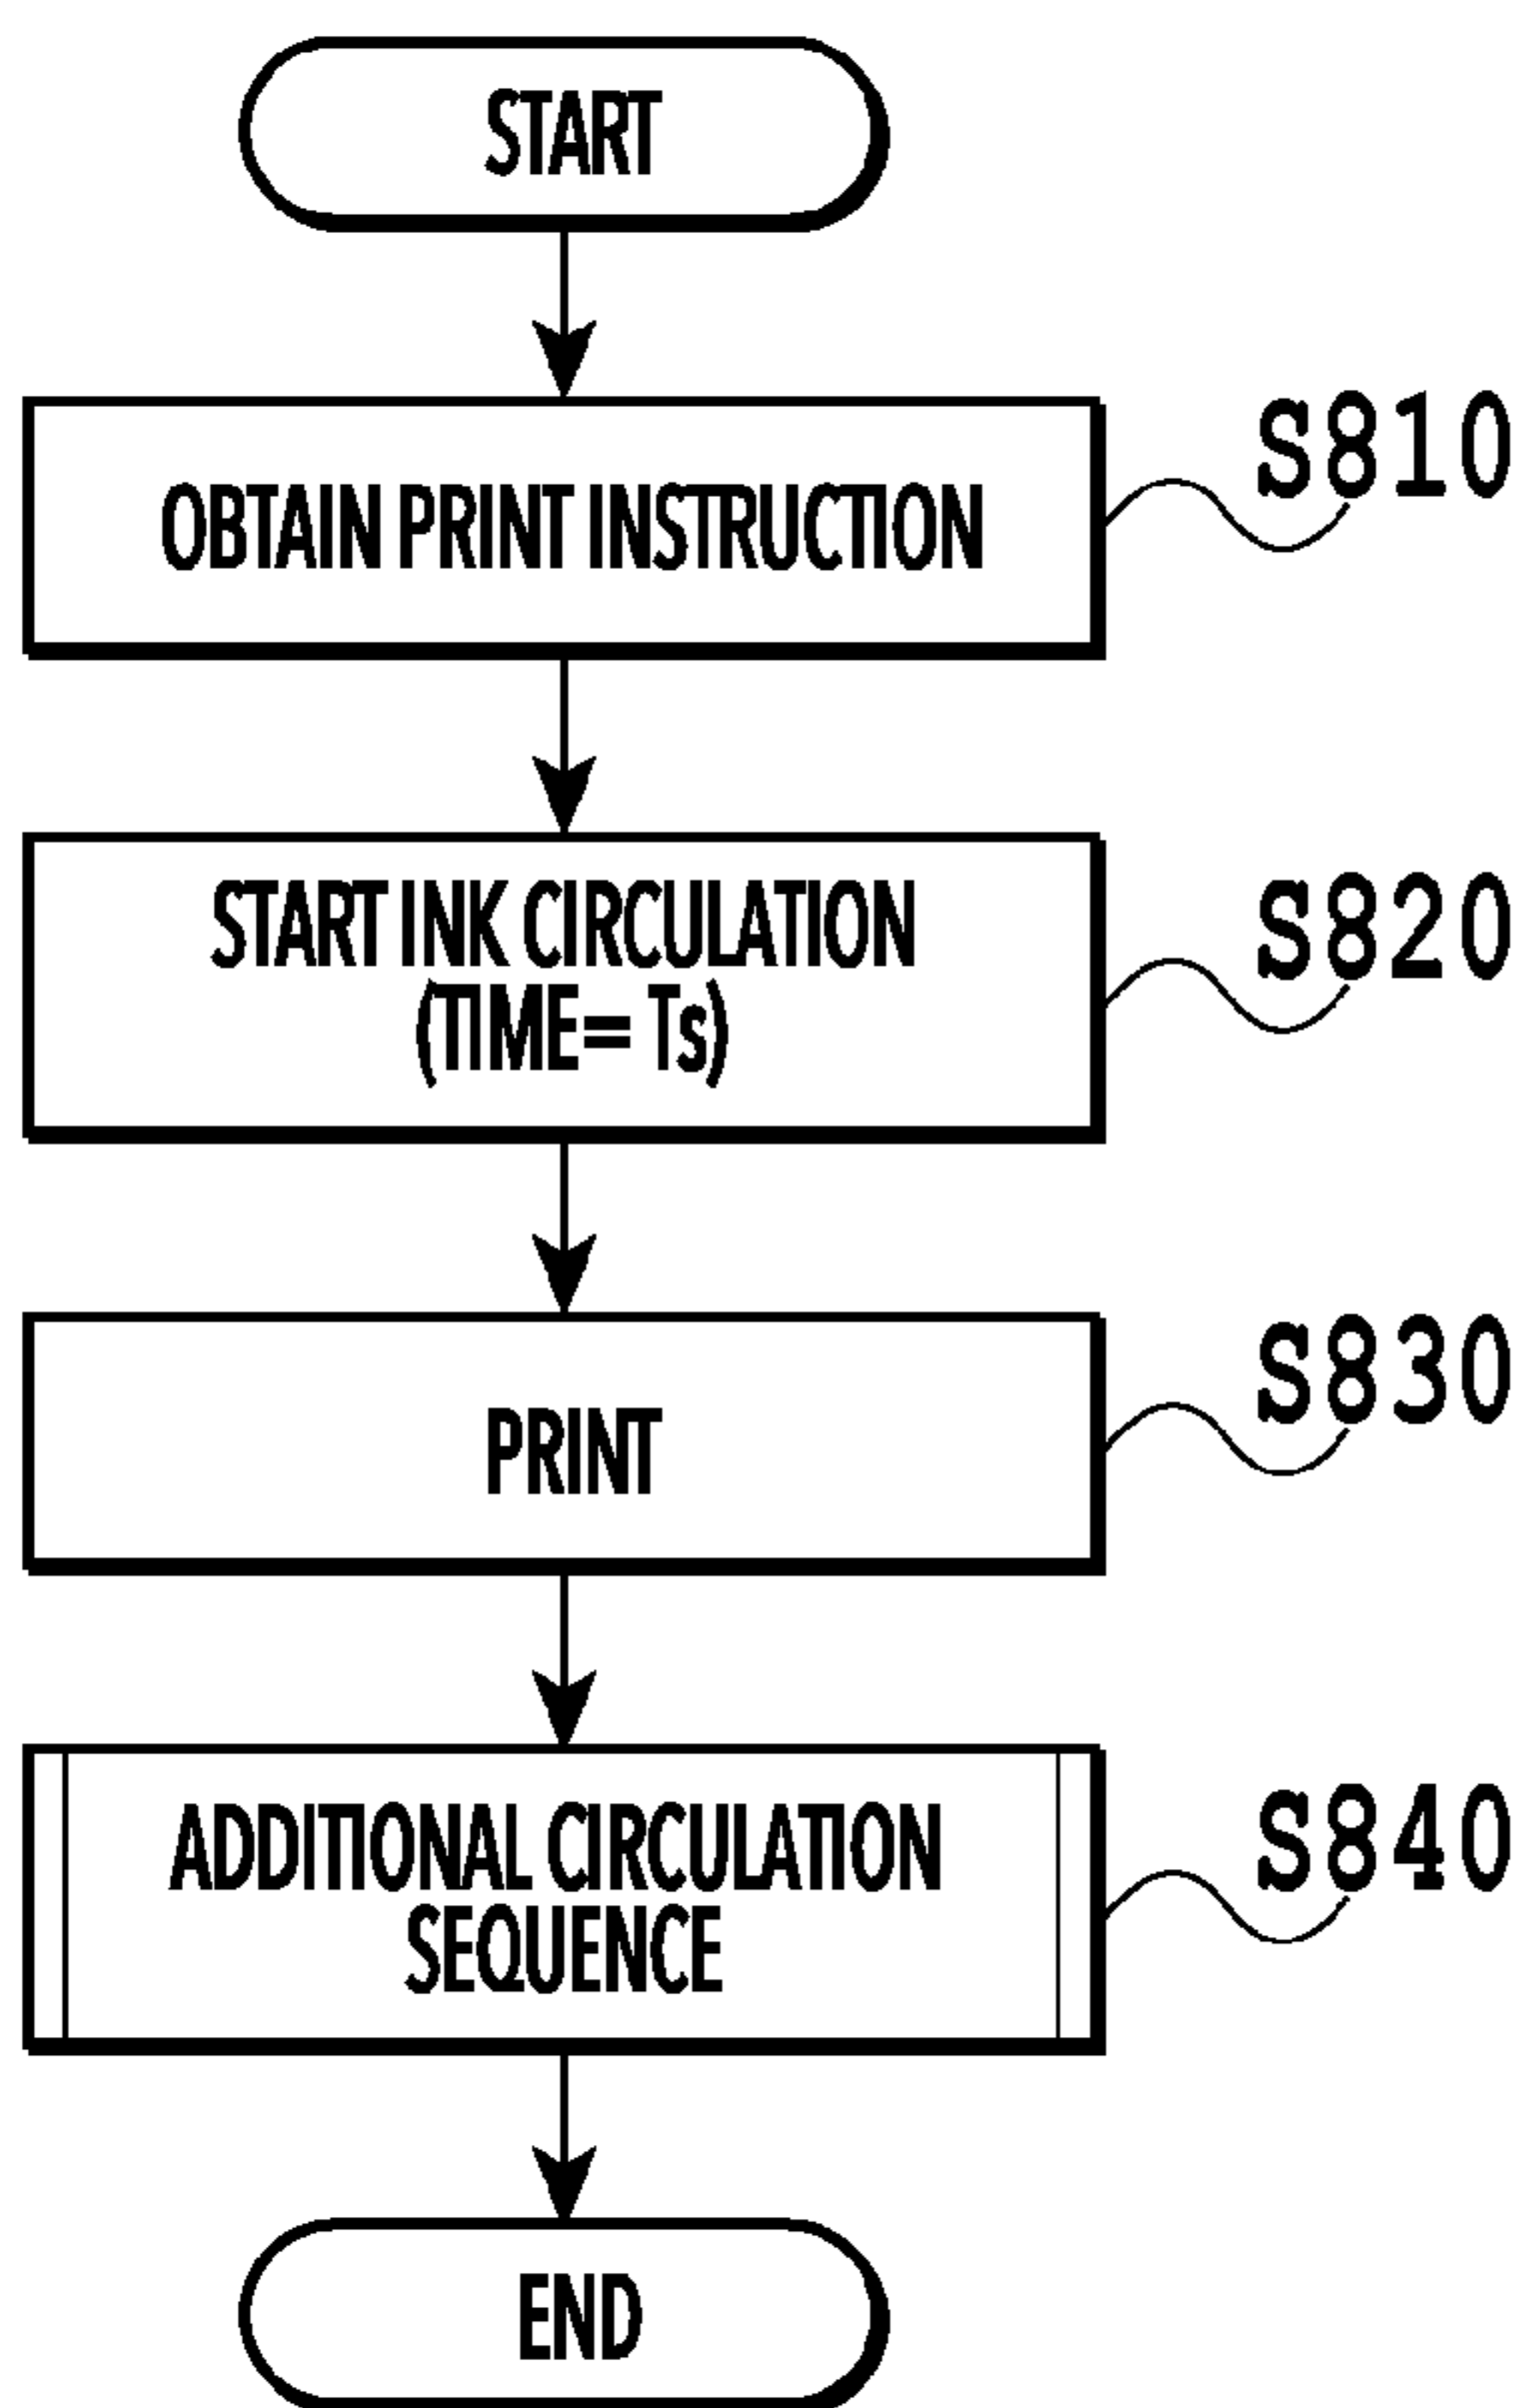 START
OBTAIN PRINT INSTRUCTION
S810
START INK CIRCULATION
(TIME= Ts)
S820
PRINT
S830
ADDITIONAL CIRCULATION
SEQUENCE
S840
END